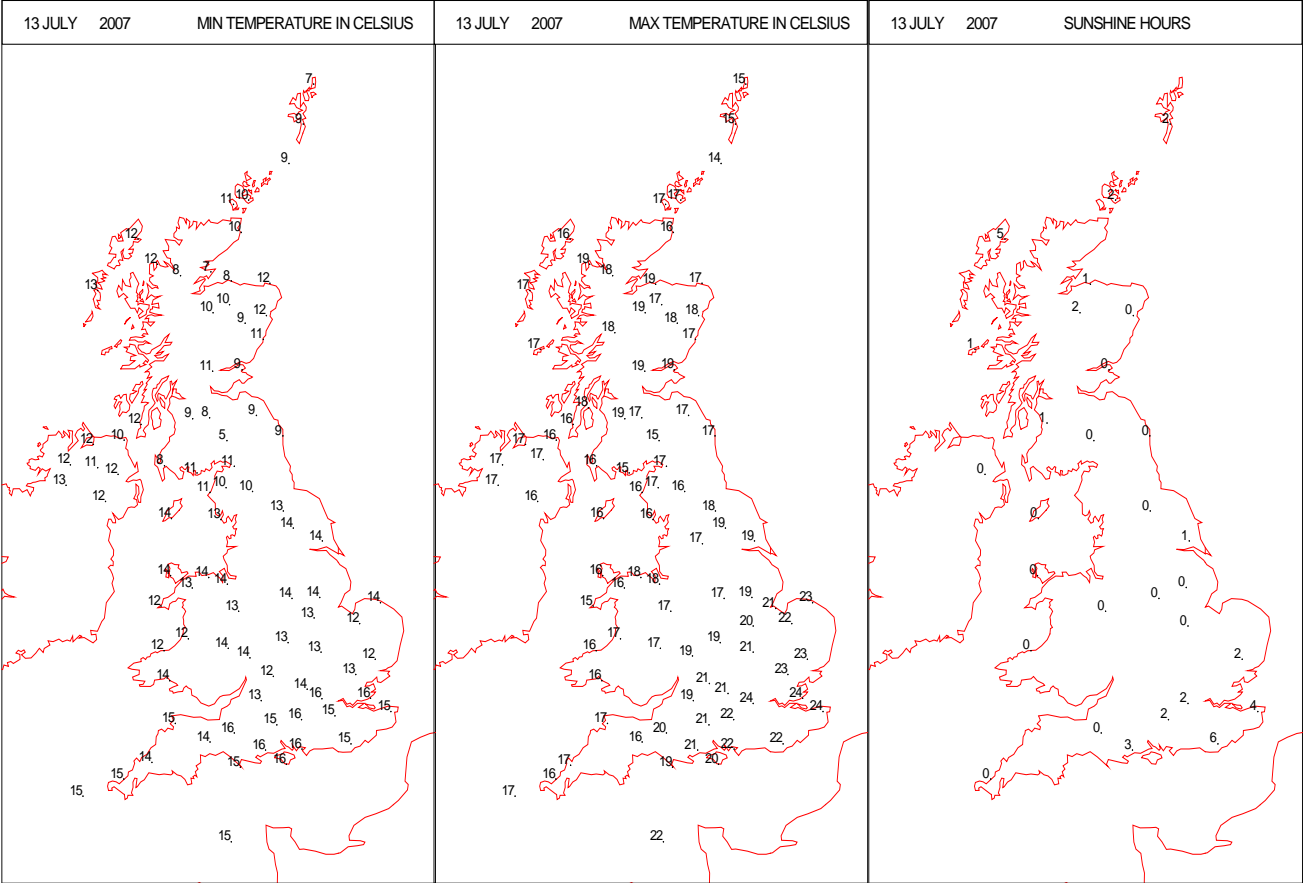 13 JULY 2007 MIN TEMPERATURE IN CELSIUS
7
9
9
11 10
10
12
12
8 7
8 12
13
10
10 12
9
11
11 9
9 8 9
12
12 10 5 9
12 11 8 11 11
12
13 11 10 10
12
13
14 13 14
14
14 14
13 14
12 14 14 14
13 13
12
12 14 13
12 14 13 12
14 12 12
13 14 16 16
15 15 16 15 15
14 16
16 16 15
14 15 16
15
15
15
13 JULY 2007 MAX TEMPERATURE IN CELSIUS
15
15
14
17 17
16
16
19
18
19 17
17
17
19 18
18 17
18
17
17
19 19
18
19 17 17
16
17 16 15 17
17
17 16 15 17
17 16 17 16
16
18
16 16 19
17 19
16 18
16 18
15 17 19 21 23
17
20 22
17 17 19
16 19 21 23
16 21 23
19 21 24 24
17 21 22 24
16 20
21 22 22
17 19 20
16
17
22
13 JULY 2007 SUNSHINE HOURS
2
2
5
1
2 0
1
0
1
0 0
0
0
0
1
0
0
0
0
0
2
2
4
2
0
6
3
0